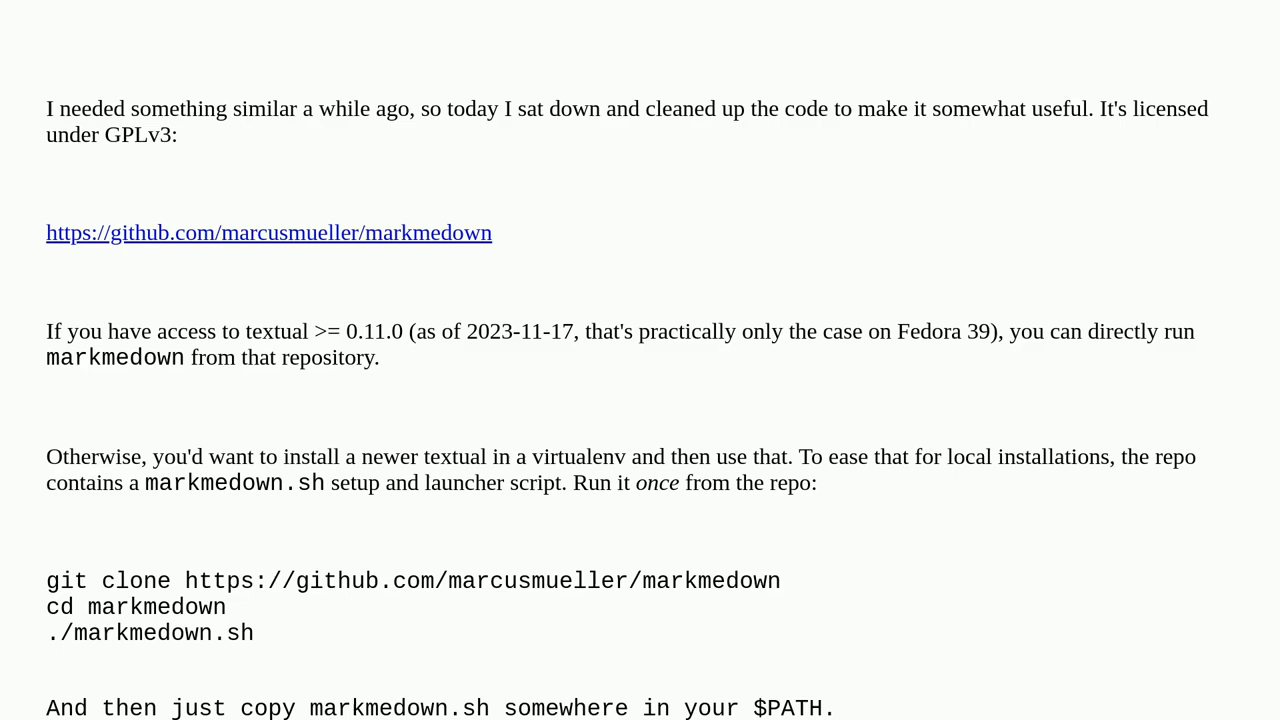 I needed something similar a while ago, so today I sat down and cleaned up the code to make it somewhat useful. It's licensed
under GPLv3:
https://github.com/marcusmueller/markmedown
If you have access to textual >= 0.11.0 (as of 2023-11-17, that's practically only the case on Fedora 39), you can directly run
markmedown from that repository.
Otherwise, you'd want to install a newer textual in a virtualenv and then use that. To ease that for local installations, the repo
contains a markmedown.sh setup and launcher script. Run it once from the repo:
git clone https://github.com/marcusmueller/markmedown
cd markmedown
./markmedown.sh
And then just copy markmedown.sh somewhere in your $PATH.